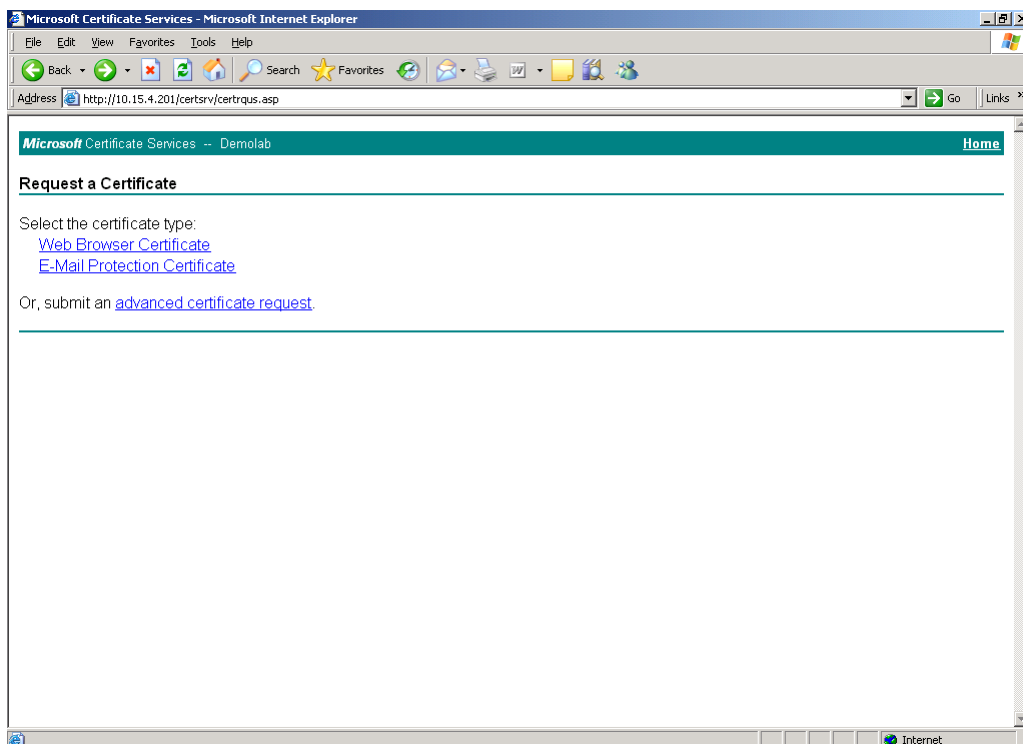 Microsoft Certificate Services - Microsoft Internet Explorer
File Edit View Favorites Tools Help
Back Search Favorites
Address http://10.15.4.201/certsrv/certrqus.asp Go Links »
Microsoft Certificate Services -- Demolab Home
Request a Certificate
Select the certificate type:
Web Browser Certificate
E-Mail Protection Certificate
Or, submit an advanced certificate request.
Internet